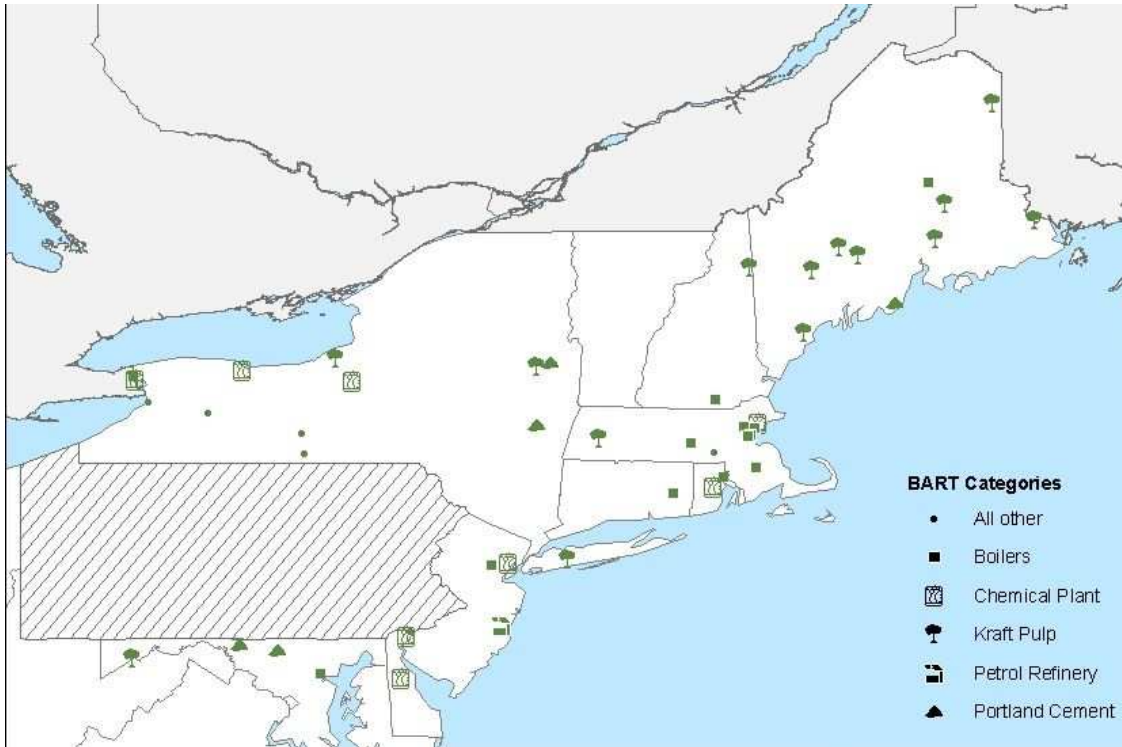 BART Categories
All other
Boilers
Chemical Plant
Kraft Pulp
Petrol Refinery
Portland Cement